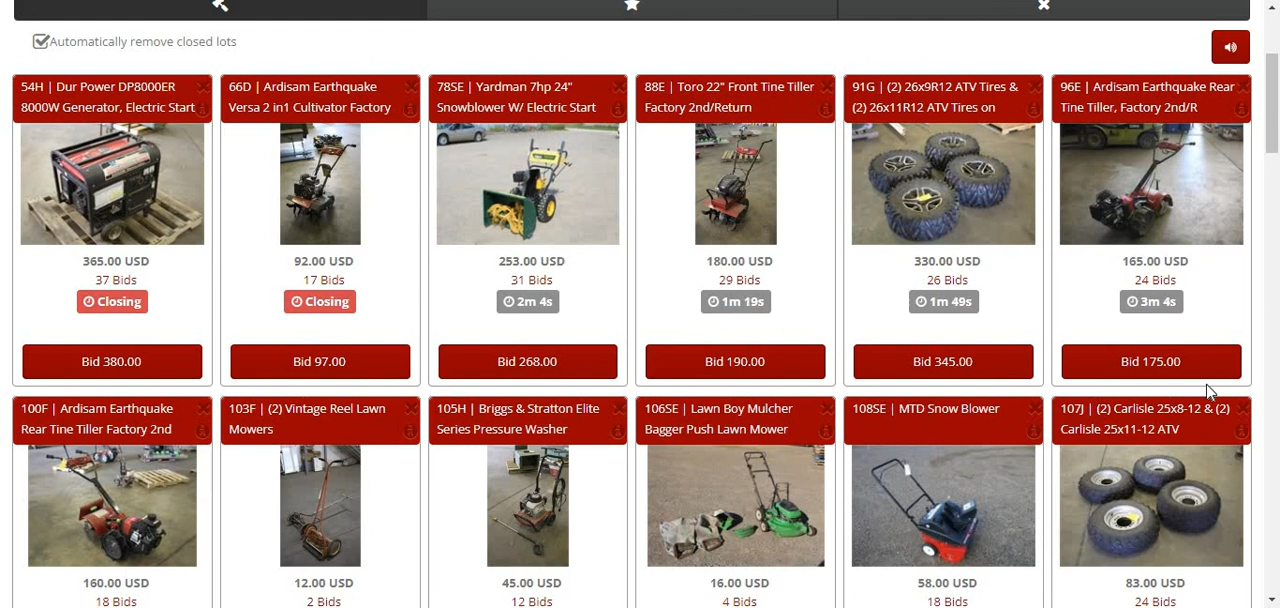 Automatically remove closed lots
54H | Dur Power DP8000ER
8000W Generator, Electric Start
66D | Ardisam Earthquake
Versa 2 in1 Cultivator Factory
78SE | Yardman 7hp 24"
Snowblower W/ Electric Start
88E | Toro 22" Front Tine Tiller
Factory 2nd/Return
91G | (2) 26x9R12 ATV Tires &
(2) 26x11R12 ATV Tires on
96E | Ardisam Earthquake Rear
Tine Tiller, Factory 2nd/R
365.00 USD
92.00 USD
253.00 USD
180.00 USD
330.00 USD
165.00 USD
37 Bids
17 Bids
31 Bids
29 Bids
26 Bids
24 Bids
Closing
Closing
2m 4s
1m 19s
1m 49s
3m 4s
Bid 380.00
Bid 97.00
Bid 268.00
Bid 190.00
Bid 345.00
Bid 175.00
100F | Ardisam Earthquake
Rear Tine Tiller Factory 2nd
103F | (2) Vintage Reel Lawn
Mowers
105H | Briggs & Stratton Elite
Series Pressure Washer
106SE | Lawn Boy Mulcher
Bagger Push Lawn Mower
108SE | MTD Snow Blower
107J | (2) Carlisle 25x8-12 & (2)
Carlisle 25x11-12 ATV
160.00 USD
12.00 USD
45.00 USD
16.00 USD
58.00 USD
83.00 USD
18 Bids
2 Bids
12 Bids
4 Bids
18 Bids
24 Bids